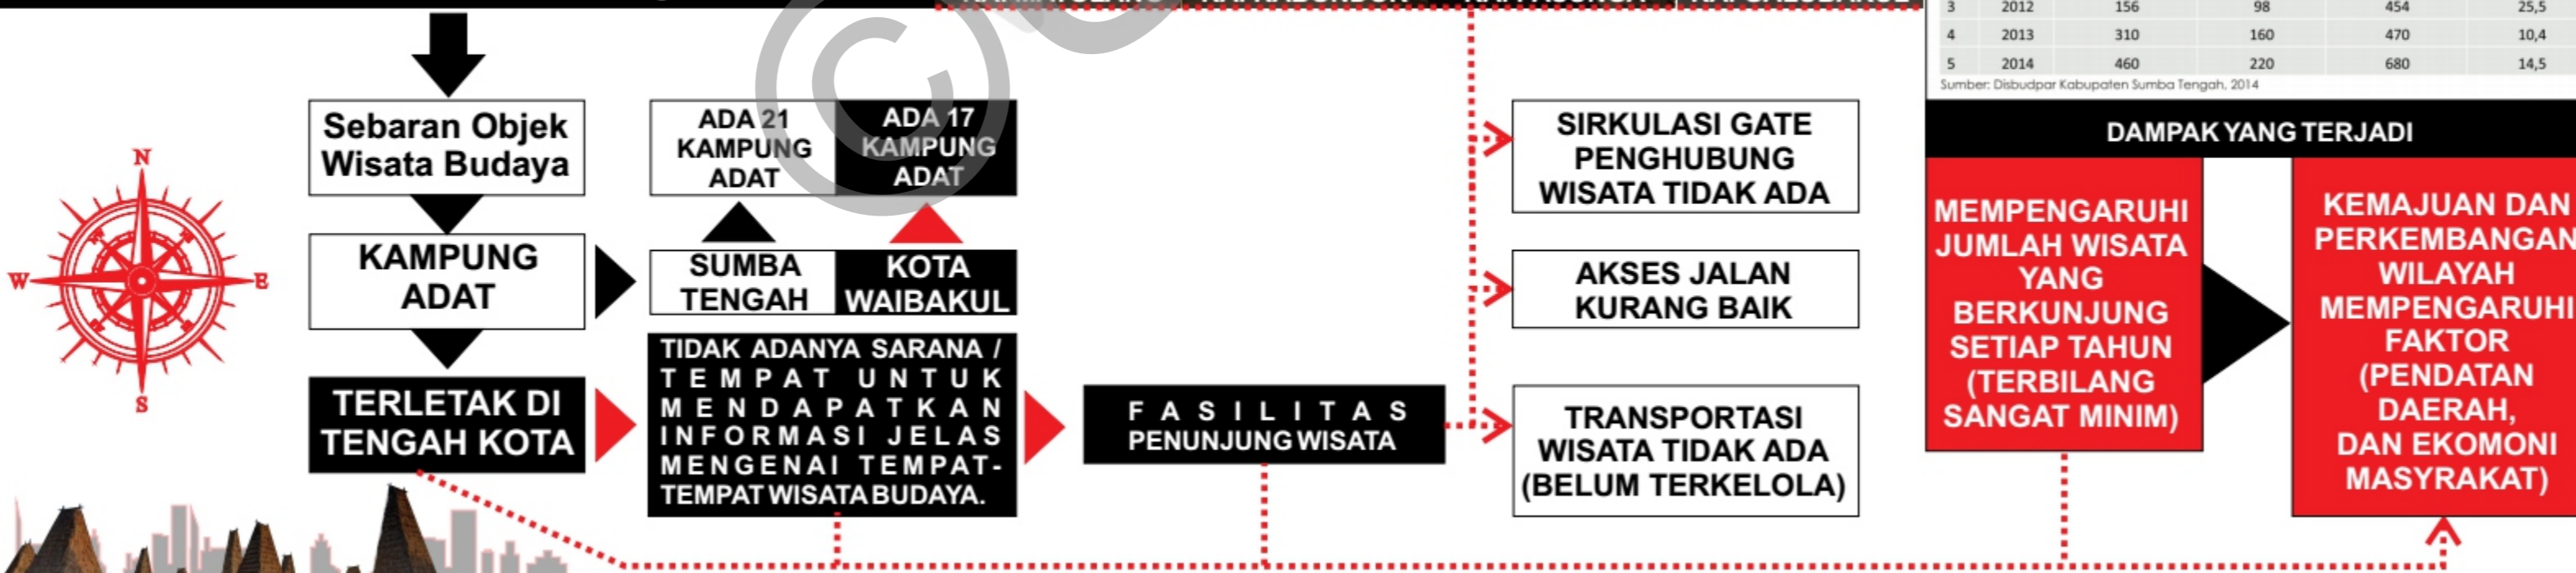 3 2012 156 98 454 25,5
4 2013 310 160 470 10,4
5 2014 460 220 680 14,5
Sumber: Disbudpar Kabupaten Sumba Tengah, 2014
N
W
E
S
Sebaran Objek
Wisata Budaya
KAMPUNG
ADAT
TERLETAK DI
TENGAH KOTA
ADA 21
KAMPUNG
ADAT
ADA 17
KAMPUNG
ADAT
SUMBA
TENGAH
KOTA
WAIBAKUL
TIDAK ADANYA SARANA /
TEMPAT UNTUK
MENDAPATKAN
INFORMASI JELAS
MENGENAI TEMPAT-
TEMPAT WISATA BUDAYA.
FASILITAS
PENUNJUNG WISATA
SIRKULASI GATE
PENGHUBUNG
WISATA TIDAK ADA
AKSES JALAN
KURANG BAIK
TRANSPORTASI
WISATA TIDAK ADA
(BELUM TERKELOLA)
DAMPAK YANG TERJADI
MEMPENGARUHI
JUMLAH WISATA
YANG
BERKUNJUNG
SETIAP TAHUN
(TERBILANG
SANGAT MINIM)
KEMAJUAN DAN
PERKEMBANGAN
WILAYAH
MEMPENGARUHI
FAKTOR
(PENDATAN
DAERAH,
DAN EKOMONI
MASYRAKAT)
©